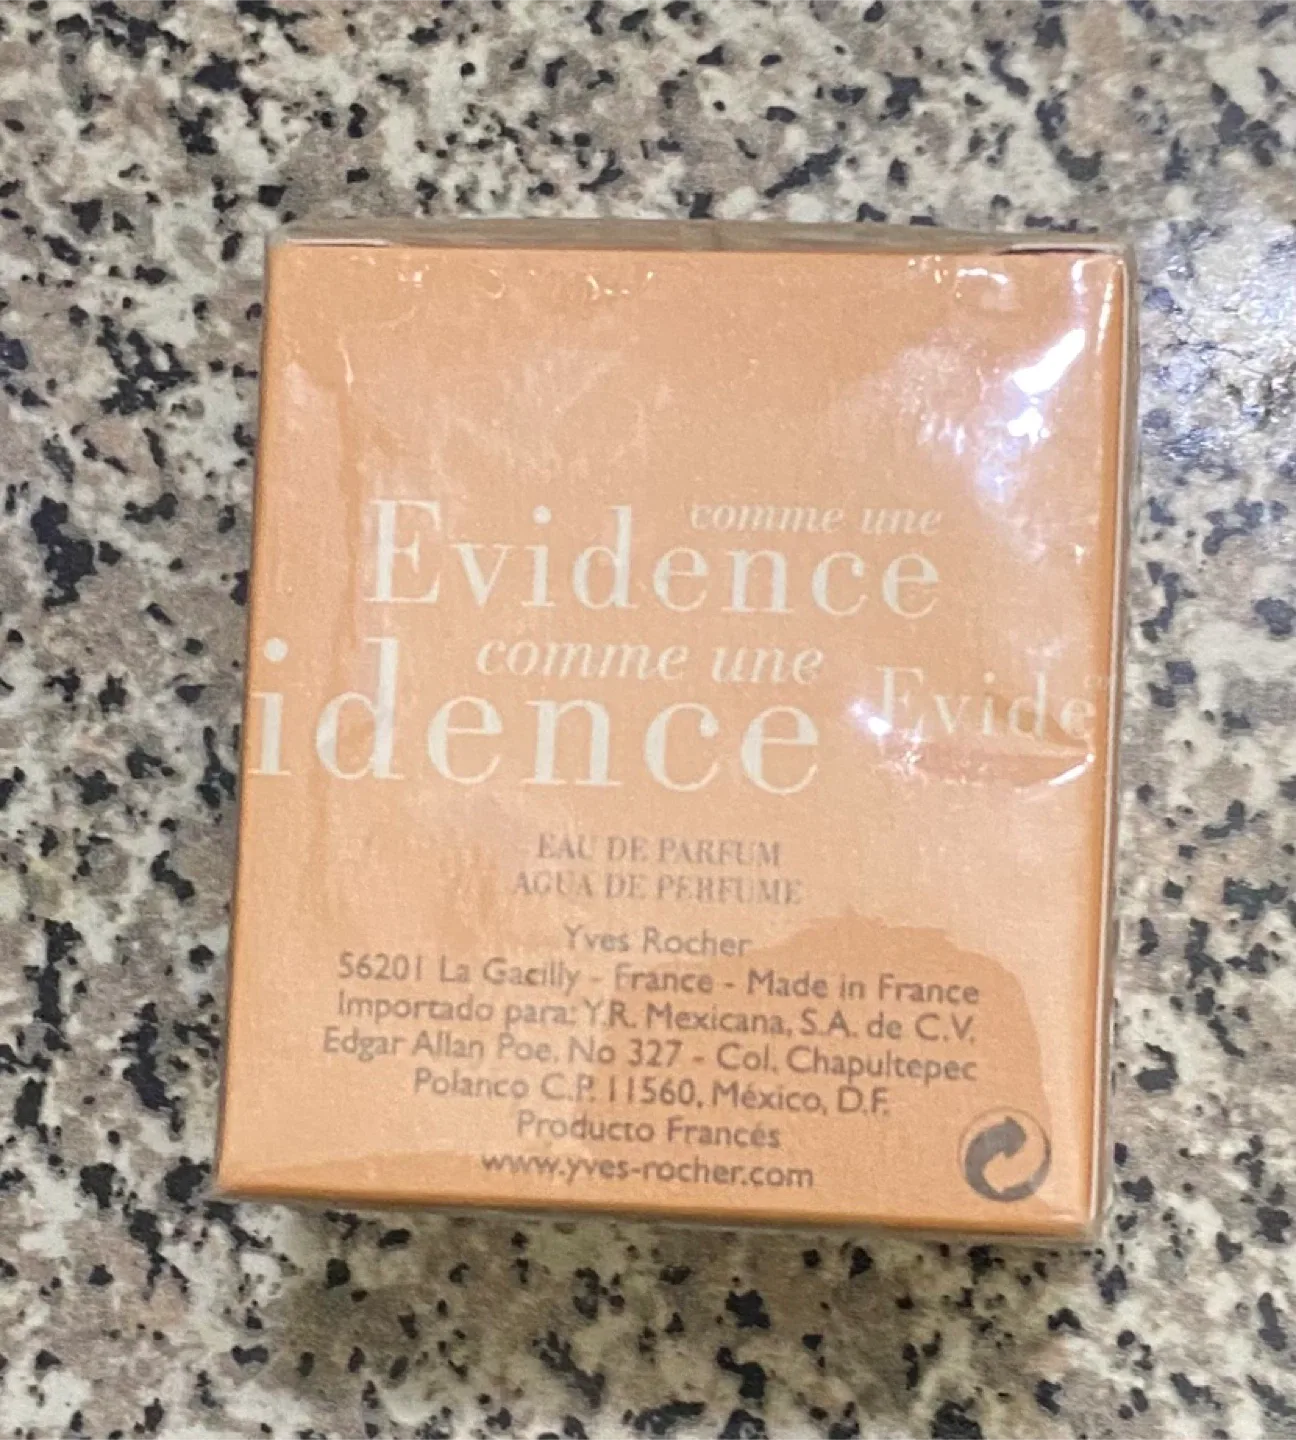 comme une
Evidence
comme une
idence Evide
EAU DE PARFUM
AGUA DE PERFUME
Yves Rocher
56201 La Gacilly - France - Made in France
Importado para: Y.R. Mexicana, S.A. de C.V.
Edgar Allan Poe. No 327 - Col. Chapultepec
Polanco C.P. 11560. México, D.F.
Producto Francés
www.yves-rocher.com